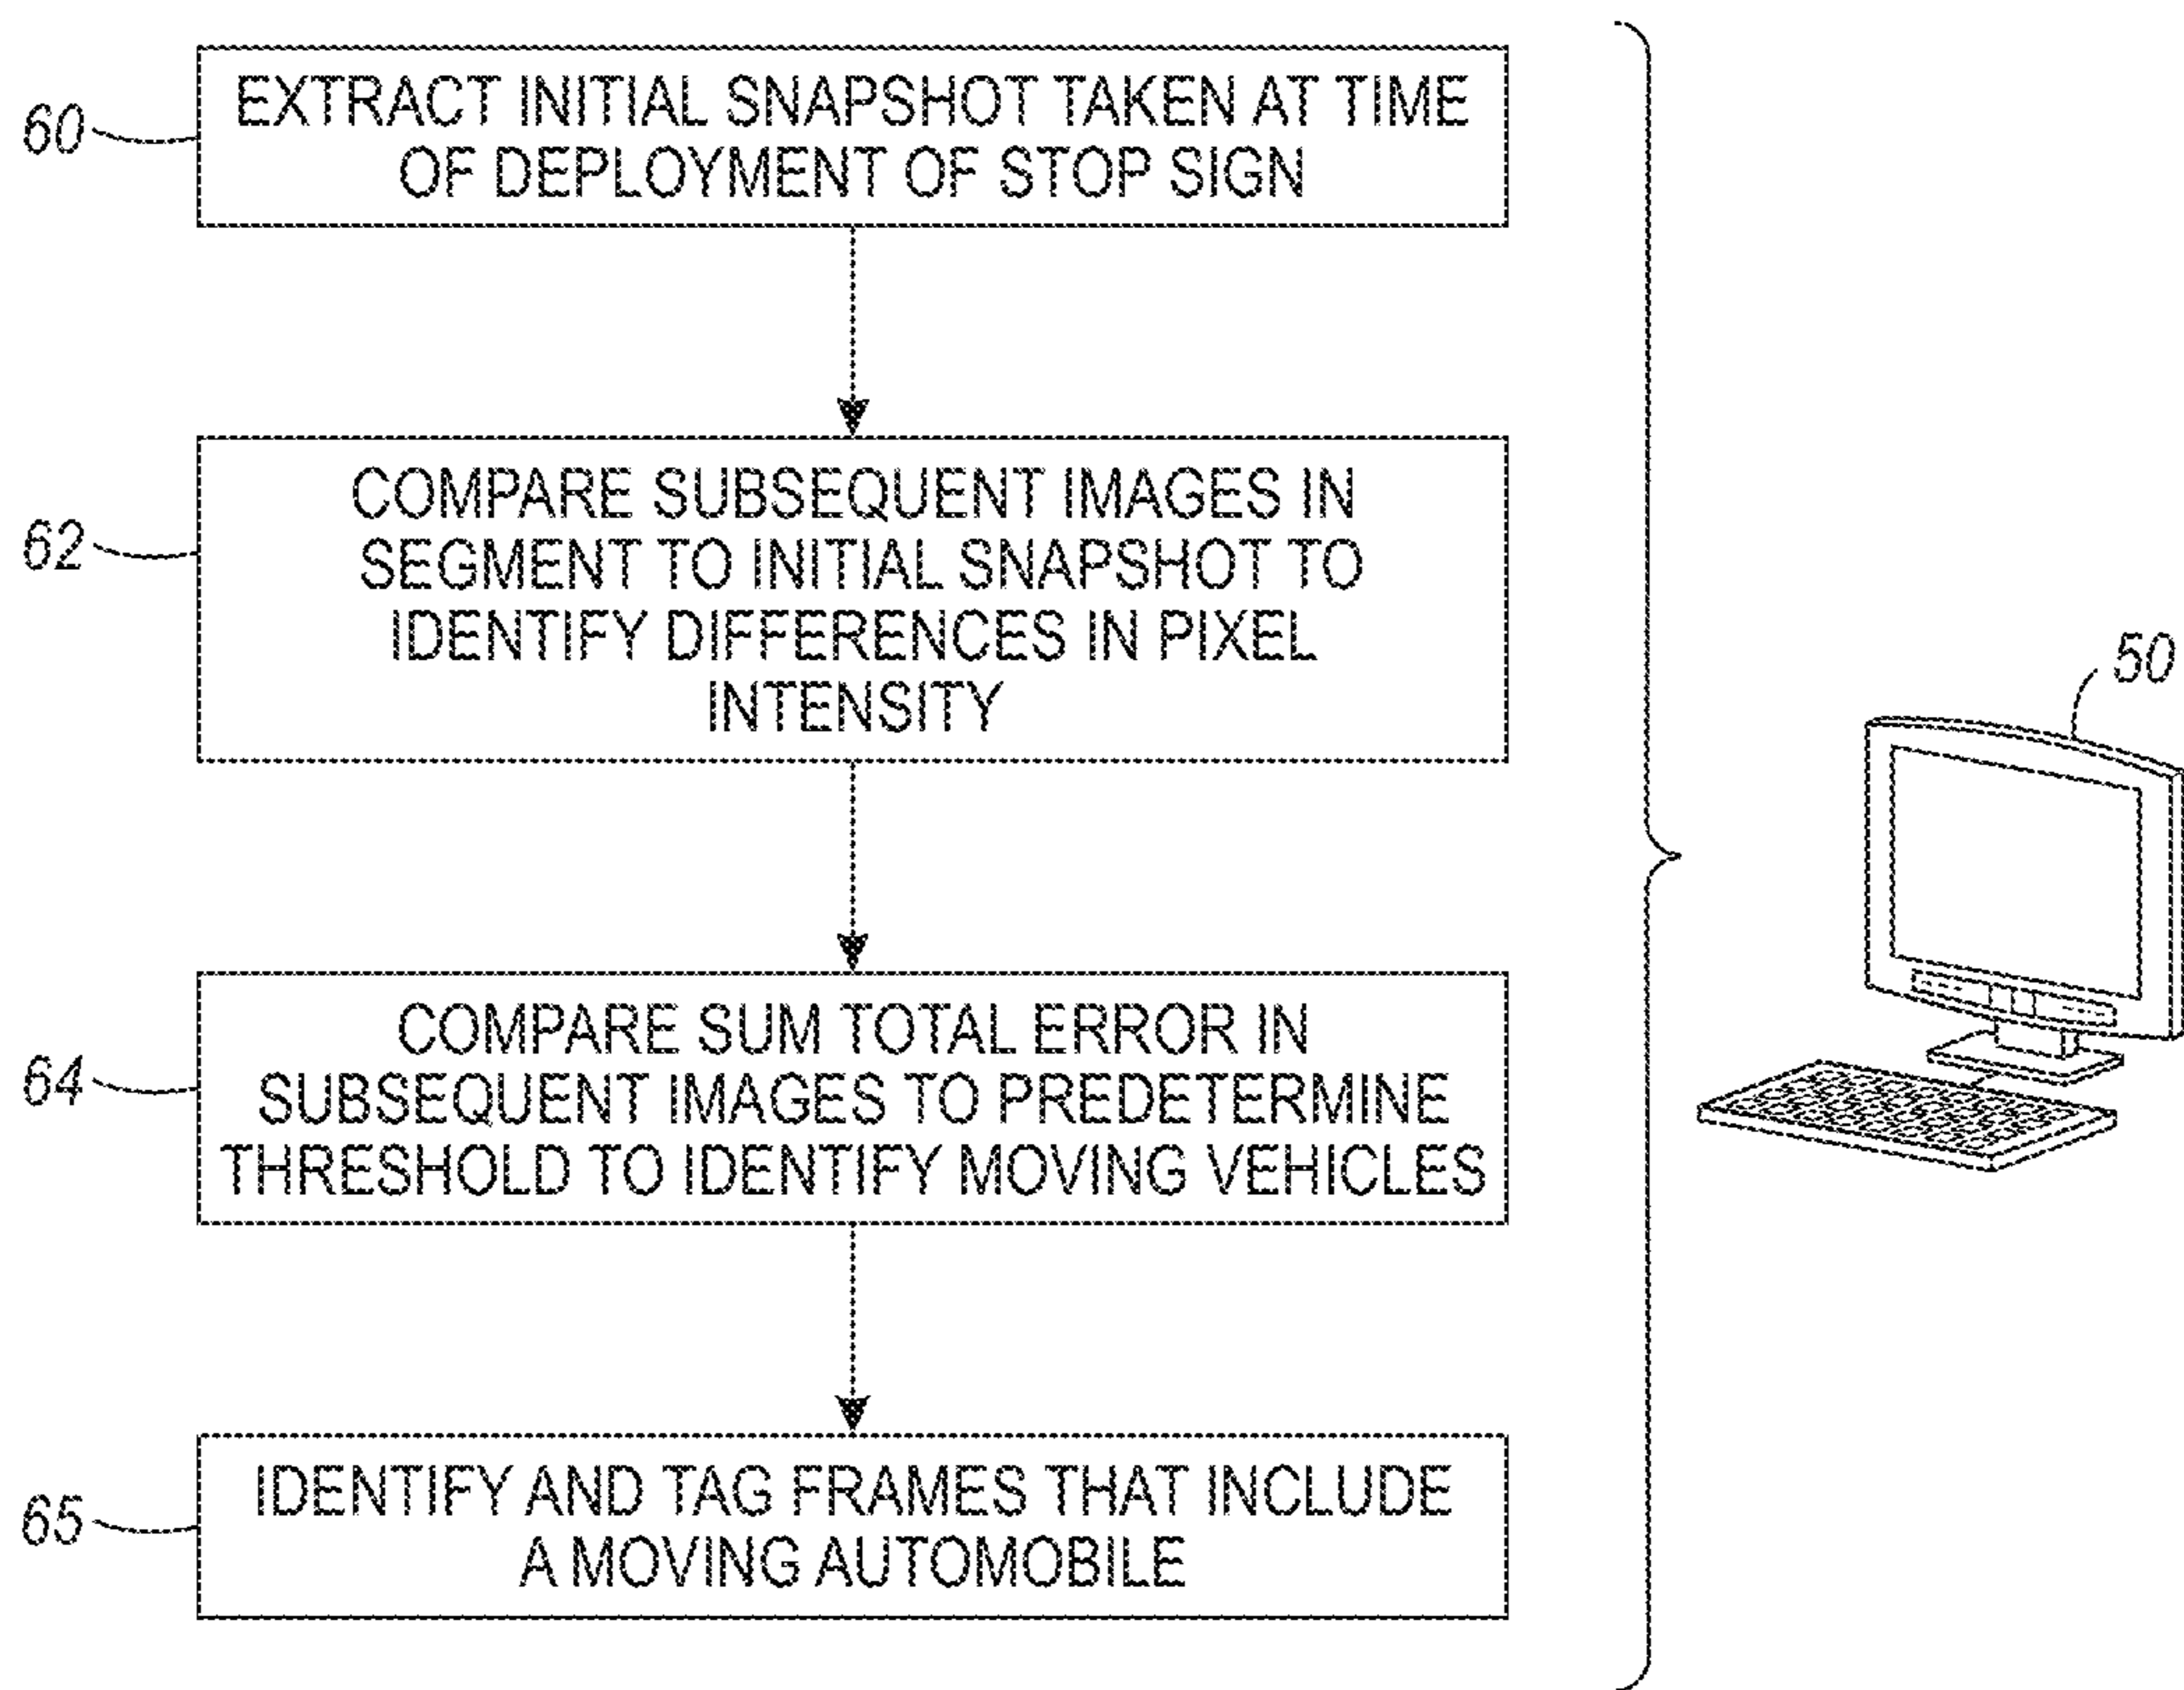 60
EXTRACT INITIAL SNAPSHOT TAKEN AT TIME
OF DEPLOYMENT OF STOP SIGN
62
COMPARE SUBSEQUENT IMAGES IN
SEGMENT TO INITIAL SNAPSHOT TO
IDENTIFY DIFFERENCES IN PIXEL
INTENSITY
50
64
COMPARE SUM TOTAL ERROR IN
SUBSEQUENT IMAGES TO PREDETERMINE
THRESHOLD TO IDENTIFY MOVING VEHICLES
65
IDENTIFY AND TAG FRAMES THAT INCLUDE
A MOVING AUTOMOBILE